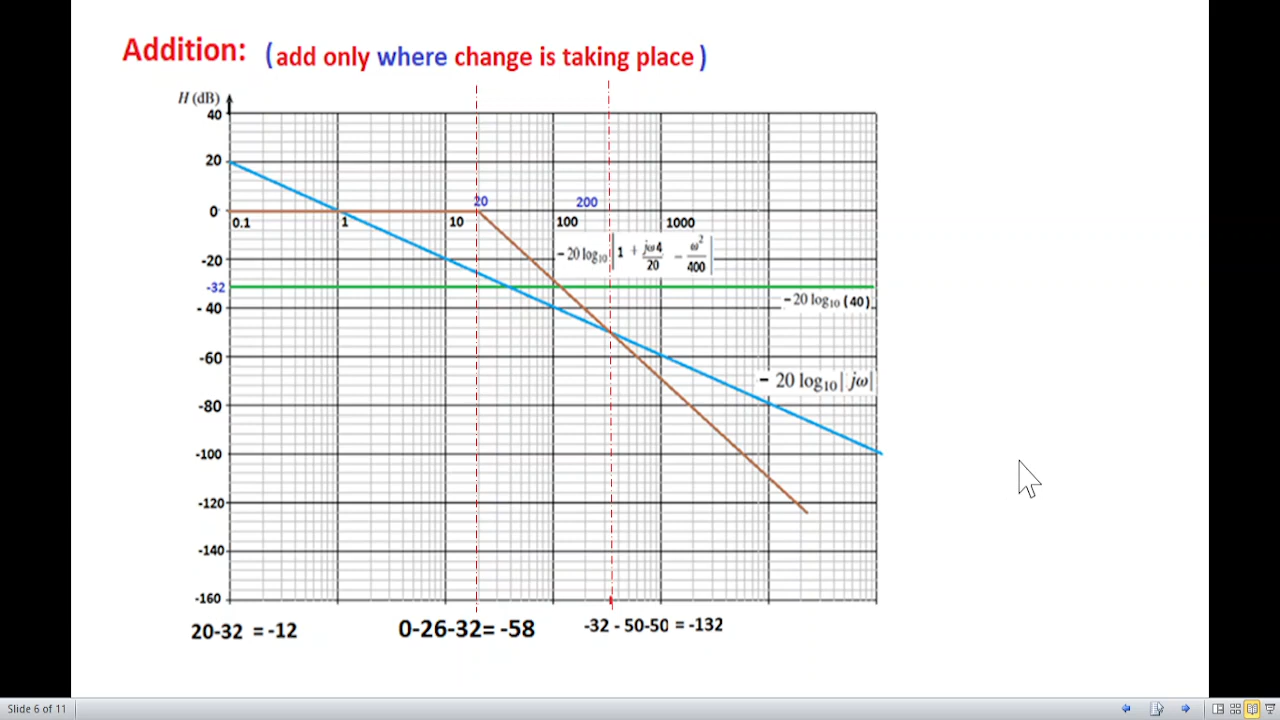 Addition: (add only where change is taking place)
H (dB)
40
20
20
200
0
0.1
1
10
100
1000
-20 log10 | 1 + jω4/20 - ω²/400 |
-20
-32
-20 log10 (40)
-40
-60
- 20 log10 | jω|
-80
-100
-120
-140
-160
20-32 = -12
0-26-32= -58
-32 - 50-50 = -132
Slide 6 of 11